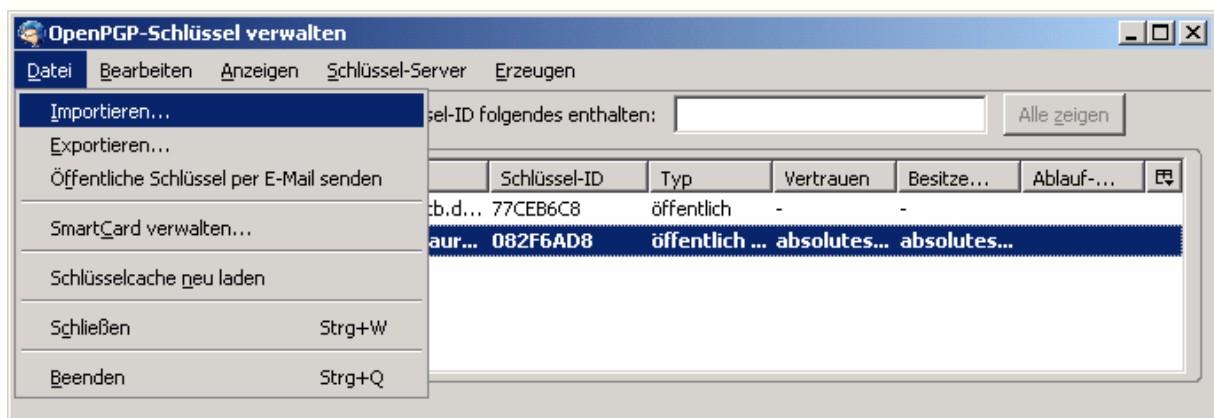 OpenPGP-Schlüssel verwalten
Datei Bearbeiten Anzeigen Schlüssel-Server Erzeugen
Importieren... sel-ID folgendes enthalten: Alle zeigen
Exportieren...
Öffentliche Schlüssel per E-Mail senden Schlüssel-ID Typ Vertrauen Besitze... Ablauf-...
tb.d... 77CEB6C8 öffentlich - -
SmartCard verwalten... aur... 082F6AD8 öffentlich ... absolutes... absolutes...
Schlüsselcache neu laden
Schließen Strg+W
Beenden Strg+Q